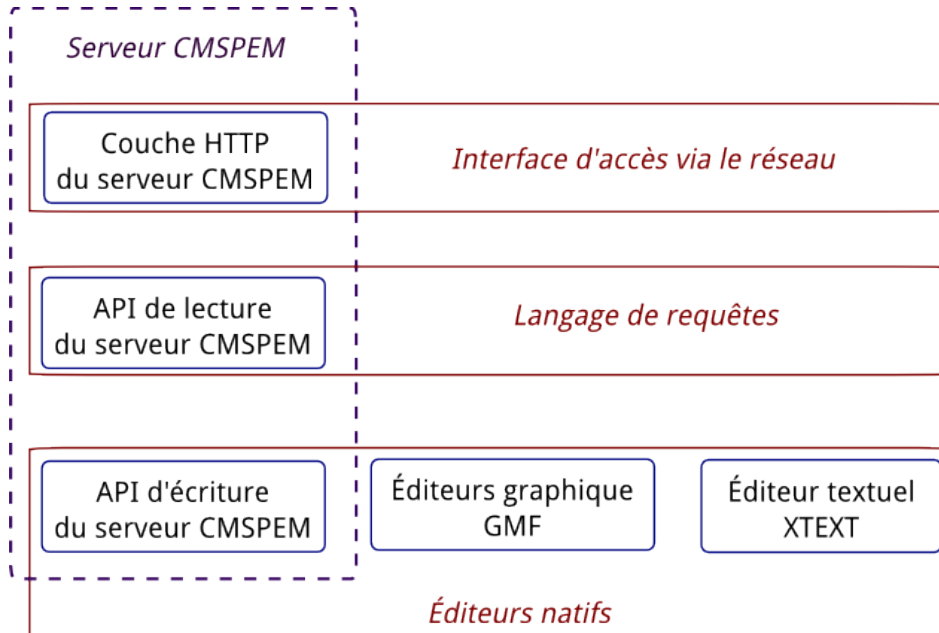 Serveur CMSPEM
Couche HTTP
du serveur CMSPEM
Interface d'accès via le réseau
API de lecture
du serveur CMSPEM
Langage de requêtes
API d'écriture
du serveur CMSPEM
Éditeurs graphique
GMF
Éditeur textuel
XTEXT
Éditeurs natifs